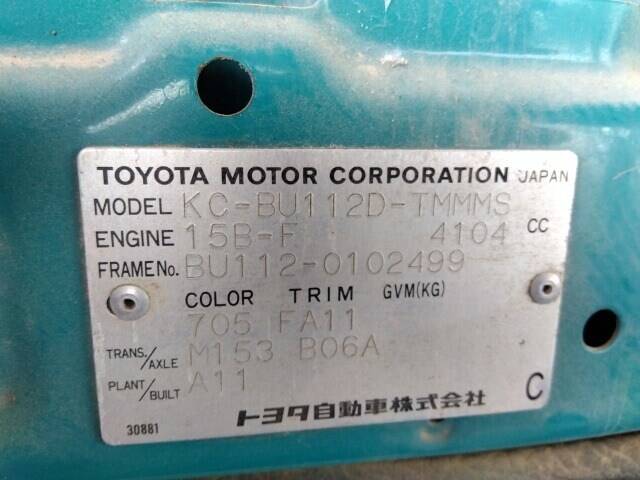 TOYOTA MOTOR CORPORATION JAPAN
MODEL KC-BU112D-TMMMS
ENGINE 15B-F 4104 CC
FRAME No. BU112-0102499
COLOR TRIM GVM(KG)
705 FA11
TRANS./AXLE M153 B06A
PLANT/BUILT A11
トヨタ自動車株式会社 C
30881